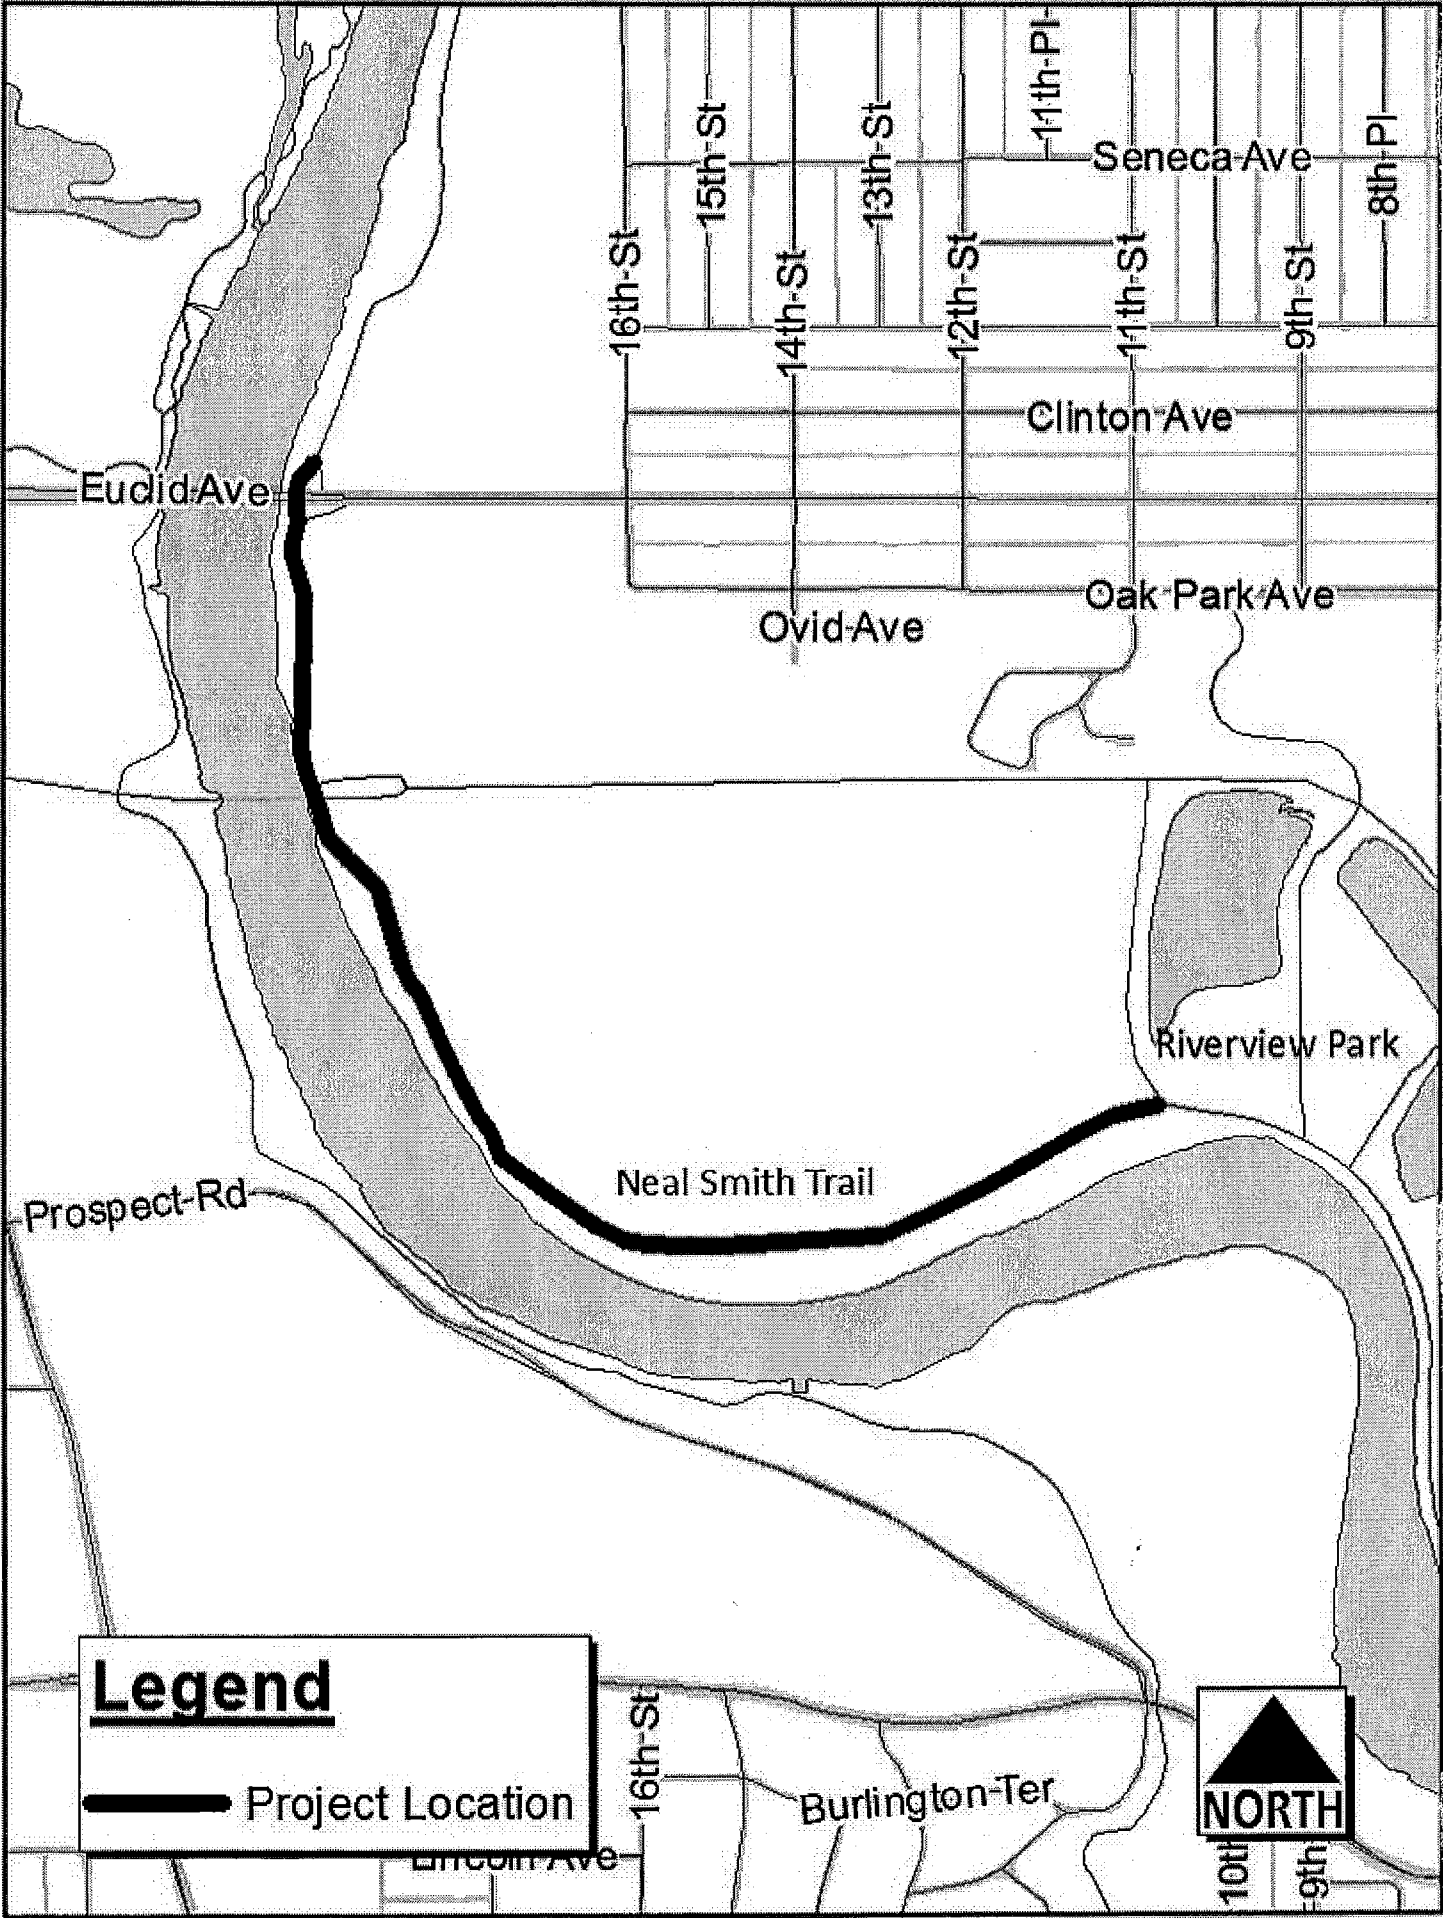 11th-Pl
15th-St
13th-St
8th-Pl
Seneca Ave
16th-St
14th-St
12th-St
11th-St
9th-St
Clinton Ave
Euclid Ave
Oak Park Ave
Ovid-Ave
Riverview Park
Neal Smith Trail
Prospect-Rd
Legend
Project Location
16th-St
Burlington-Ter
NORTH
Lincoln Ave
10th
9th